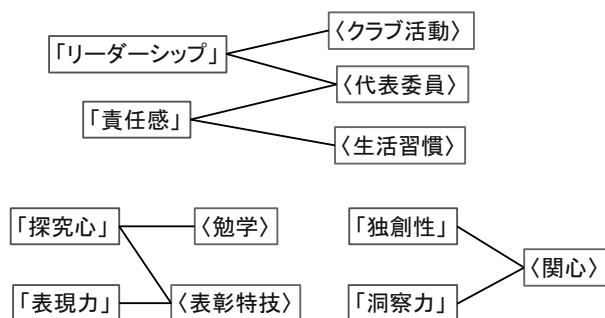 〈クラブ活動〉
「リーダーシップ」
〈代表委員〉
「責任感」
〈生活習慣〉
「探究心」
〈勉学〉
「独創性」
〈関心〉
「表現力」
〈表彰特技〉
「洞察力」